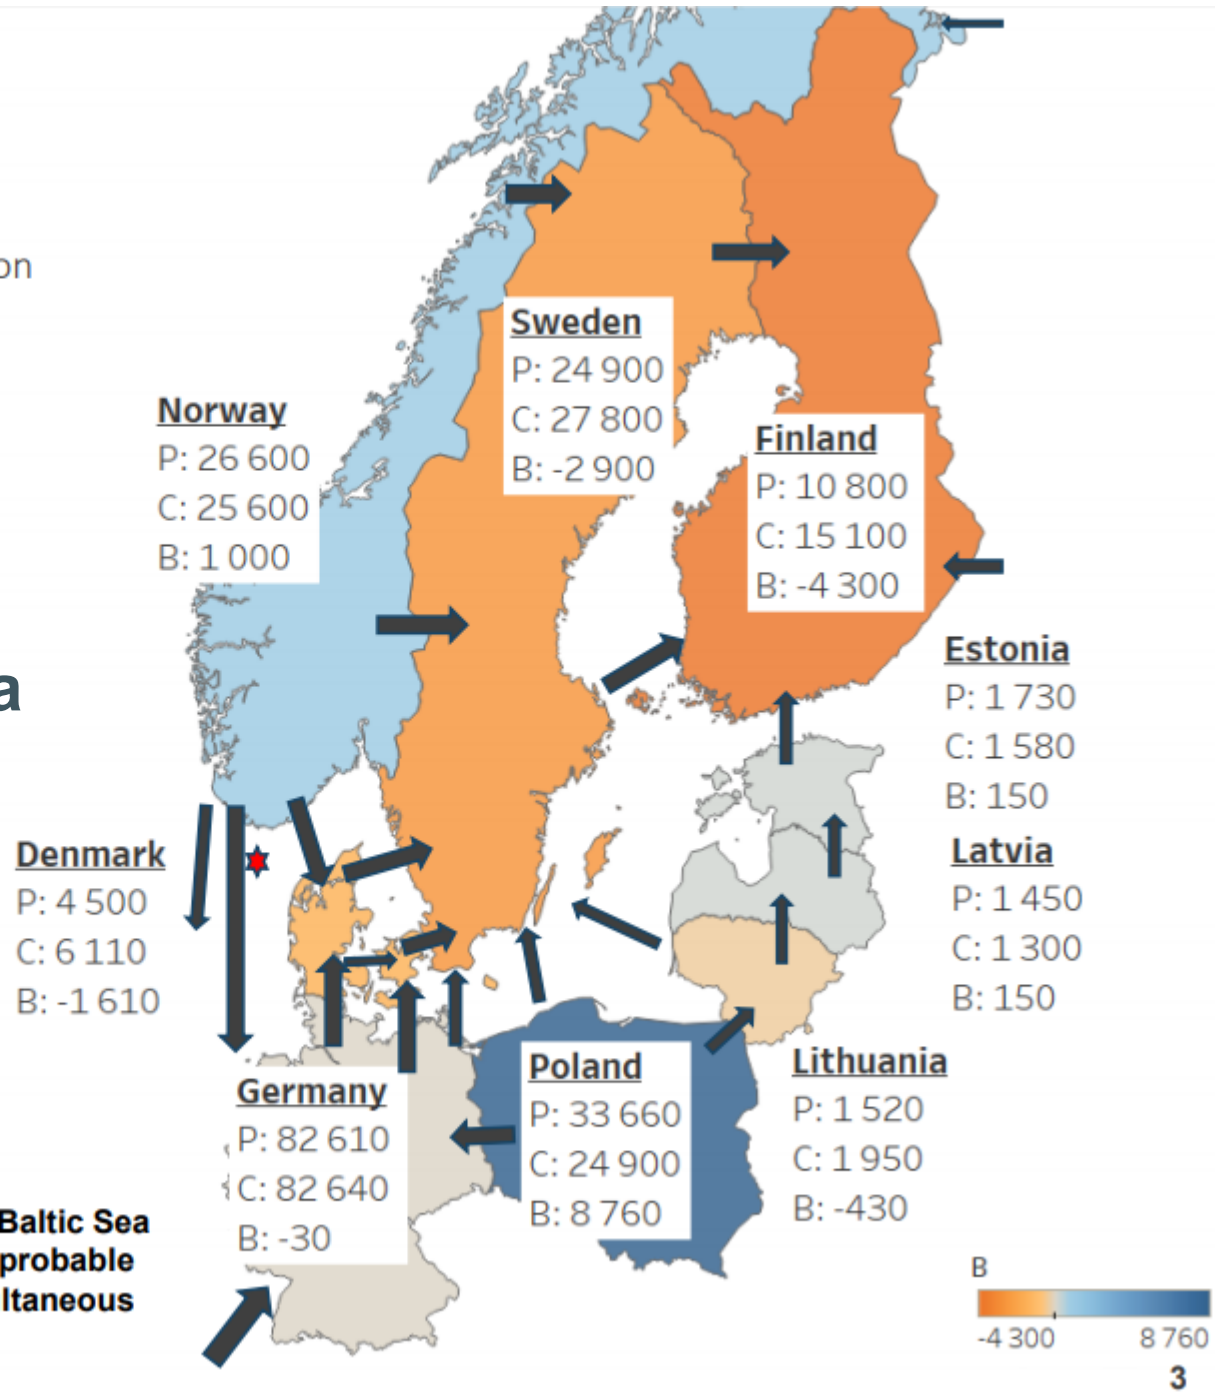 on
Sweden
P: 24 900
C: 27 800
B: -2 900
Norway
P: 26 600
C: 25 600
B: 1 000
Finland
P: 10 800
C: 15 100
B: -4 300
Estonia
P: 1 730
C: 1 580
B: 150
a
Denmark
P: 4 500
C: 6 110
B: -1 610
Latvia
P: 1 450
C: 1 300
B: 150
Lithuania
P: 1 520
C: 1 950
B: -430
Poland
P: 33 660
C: 24 900
B: 8 760
Germany
P: 82 610
C: 82 640
B: -30
Baltic Sea
probable
ltaneous
B
-4 300 8 760
3